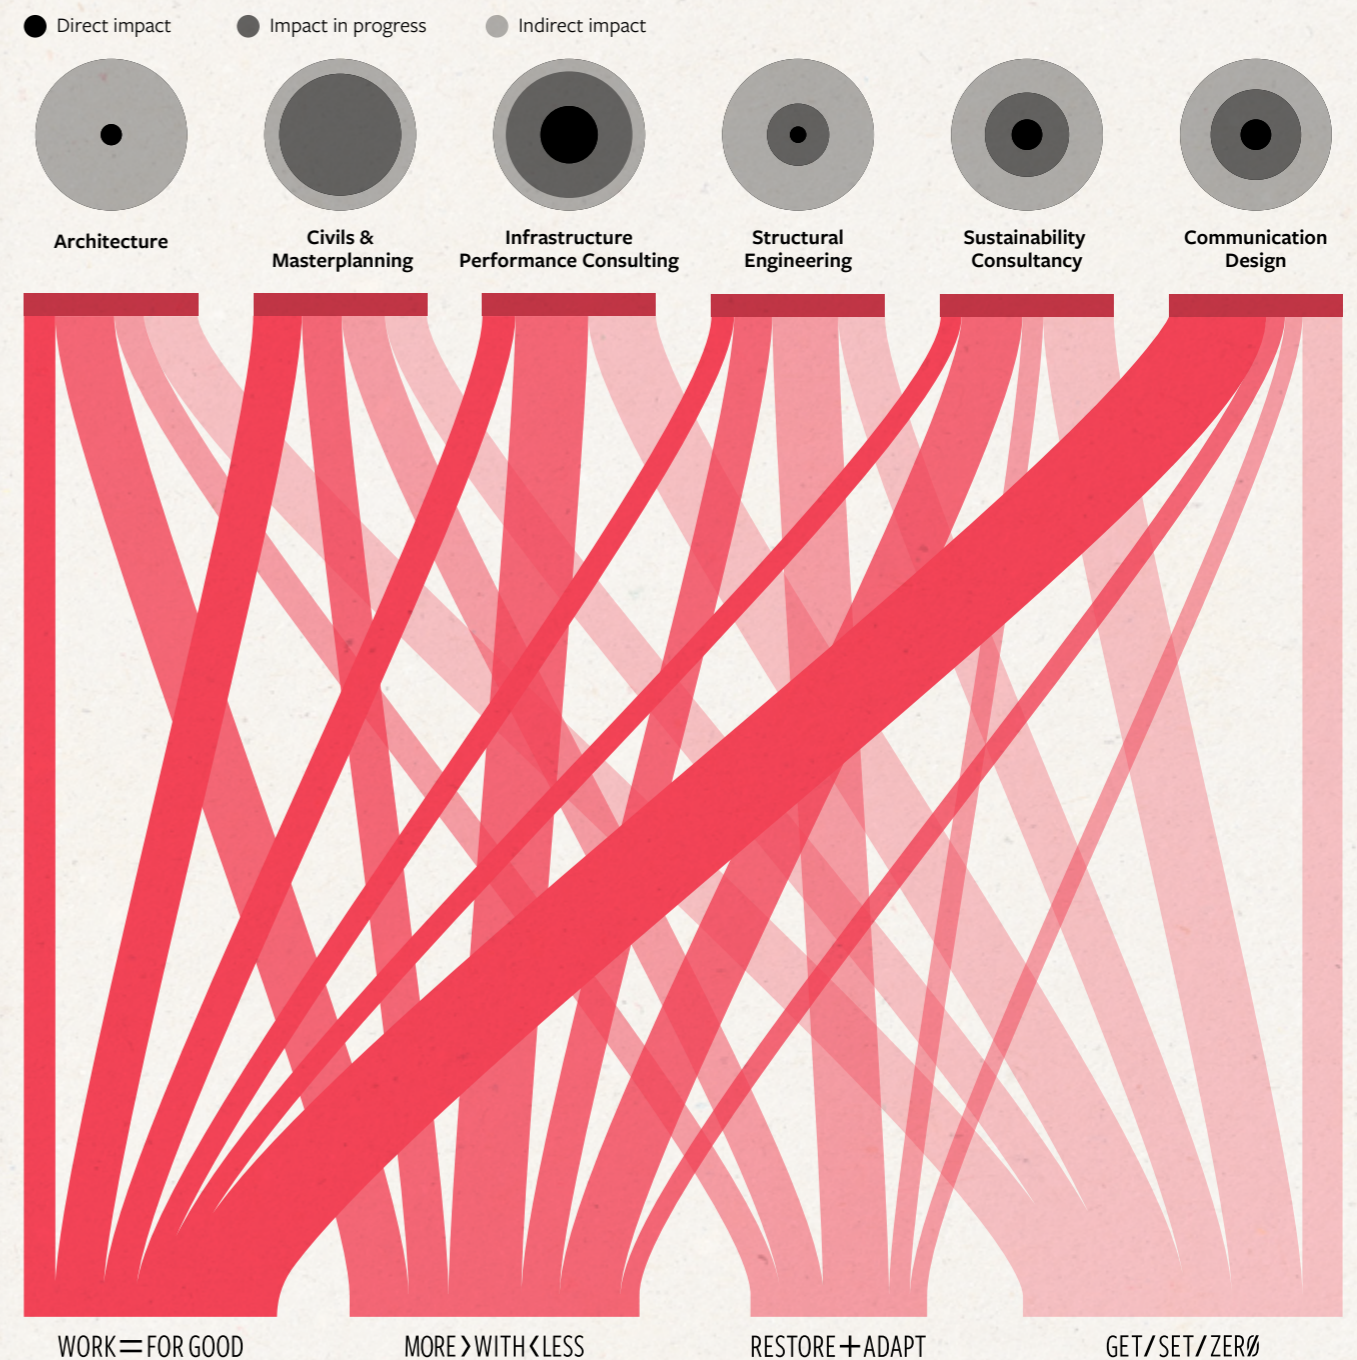 Direct impact
Impact in progress
Indirect impact
Architecture
Civils &
Masterplanning
Infrastructure
Performance Consulting
Structural
Engineering
Sustainability
Consultancy
Communication
Design
WORK=FOR GOOD
MORE>WITH<LESS
RESTORE+ADAPT
GET/SET/ZERØ